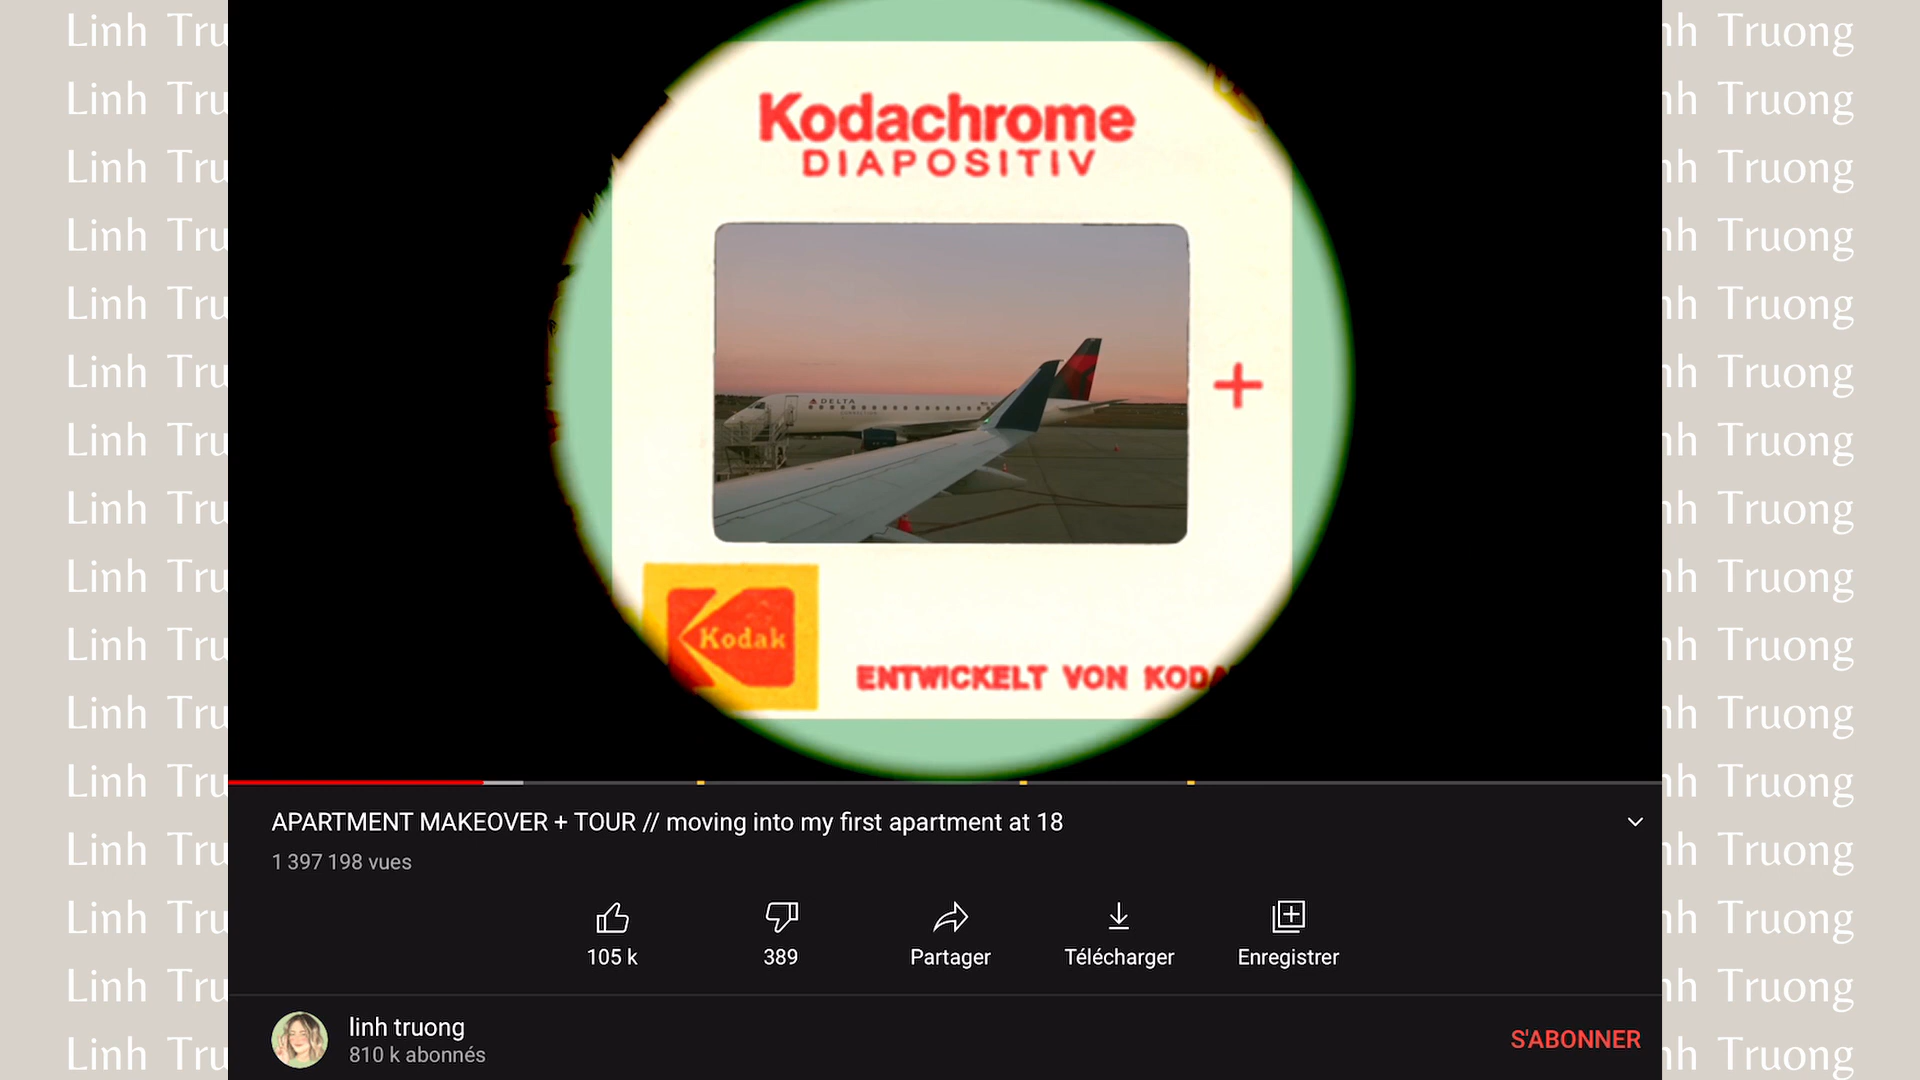 Linh Tru
nh Truong
Linh Tru
nh Truong
Linh Tru
nh Truong
Linh Tru
nh Truong
Linh Tru
nh Truong
Linh Tru
nh Truong
Linh Tru
nh Truong
Linh Tru
nh Truong
Linh Tru
nh Truong
Linh Tru
nh Truong
Linh Tru
nh Truong
Linh Tru
nh Truong
Linh Tru
nh Truong
Linh Tru
nh Truong
Linh Tru
nh Truong
Linh Tru
nh Truong
Kodachrome
DIAPOSITIV
DELTA
Kodak
ENTWICKELT VON KODA
APARTMENT MAKEOVER + TOUR // moving into my first apartment at 18
1 397 198 vues
105 k
389
Partager
Télécharger
Enregistrer
linh truong
810 k abonnés
S'ABONNER